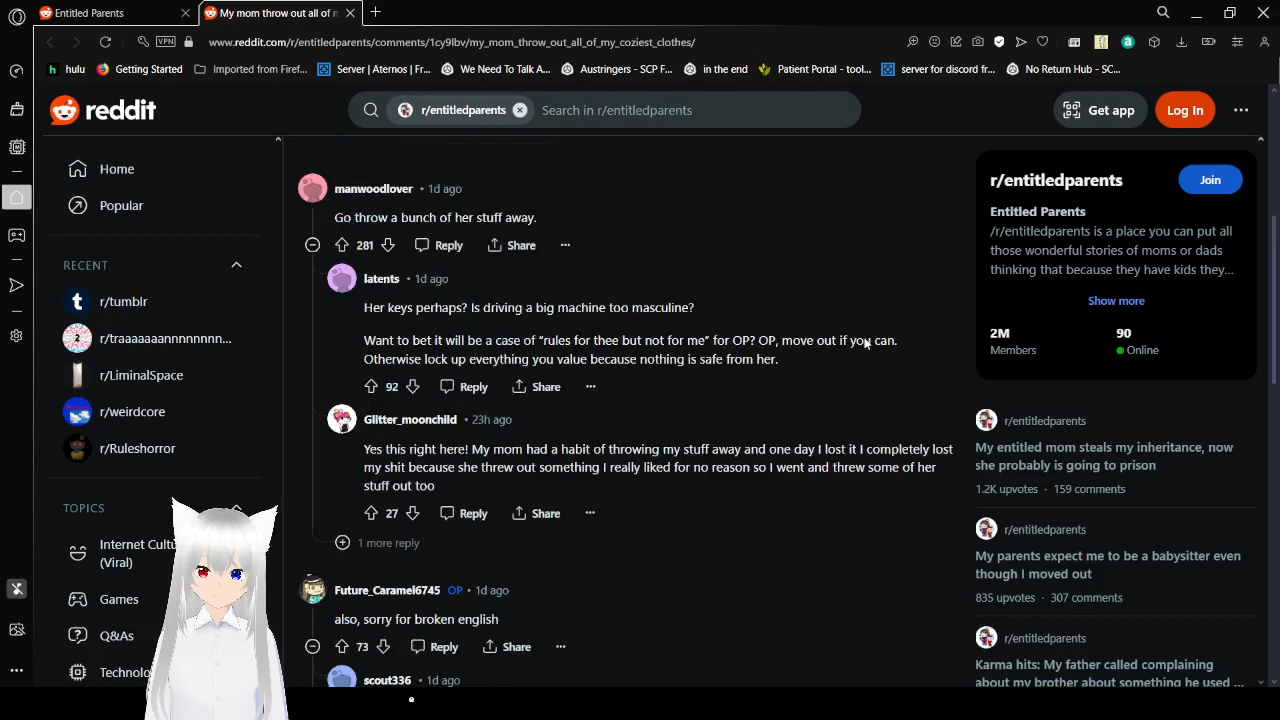 Entitled Parents
My mom throw out all of m
VPN
www.reddit.com/r/entitledparents/comments/1cy9lbv/my_mom_throw_out_all_of_my_coziest_clothes/
hulu
Getting Started
Imported from Firef...
Server | Aternos | Fr...
We Need To Talk A...
Austringers - SCP F...
in the end
Patient Portal - tool...
server for discord fr...
No Return Hub - SC...
reddit
r/entitledparents
Search in r/entitledparents
Get app
Log In
Home
Popular
RECENT
r/tumblr
r/traaaaaannnnnnn...
r/LiminalSpace
r/weirdcore
r/Ruleshorror
TOPICS
Internet Cultu
(Viral)
Games
Q&As
Technolo
manwoodlover • 1d ago
Go throw a bunch of her stuff away.
281 Reply Share
latents • 1d ago
Her keys perhaps? Is driving a big machine too masculine?
Want to bet it will be a case of “rules for thee but not for me” for OP? OP, move out if you can.
Otherwise lock up everything you value because nothing is safe from her.
92 Reply Share
Glitter_moonchild • 23h ago
Yes this right here! My mom had a habit of throwing my stuff away and one day I lost it I completely lost
my shit because she threw out something I really liked for no reason so I went and threw some of her
stuff out too
27 Reply Share
1 more reply
Future_Caramel6745 OP • 1d ago
also, sorry for broken english
73 Reply Share
scout336 • 1d ago
r/entitledparents
Join
Entitled Parents
/r/entitledparents is a place you can put all
those wonderful stories of moms or dads
thinking that because they have kids they...
Show more
2M 90
Members Online
r/entitledparents
My entitled mom steals my inheritance, now
she probably is going to prison
1.2K upvotes • 159 comments
r/entitledparents
My parents expect me to be a babysitter even
though I moved out
835 upvotes • 307 comments
r/entitledparents
Karma hits: My father called complaining
about my brother about something he used ...